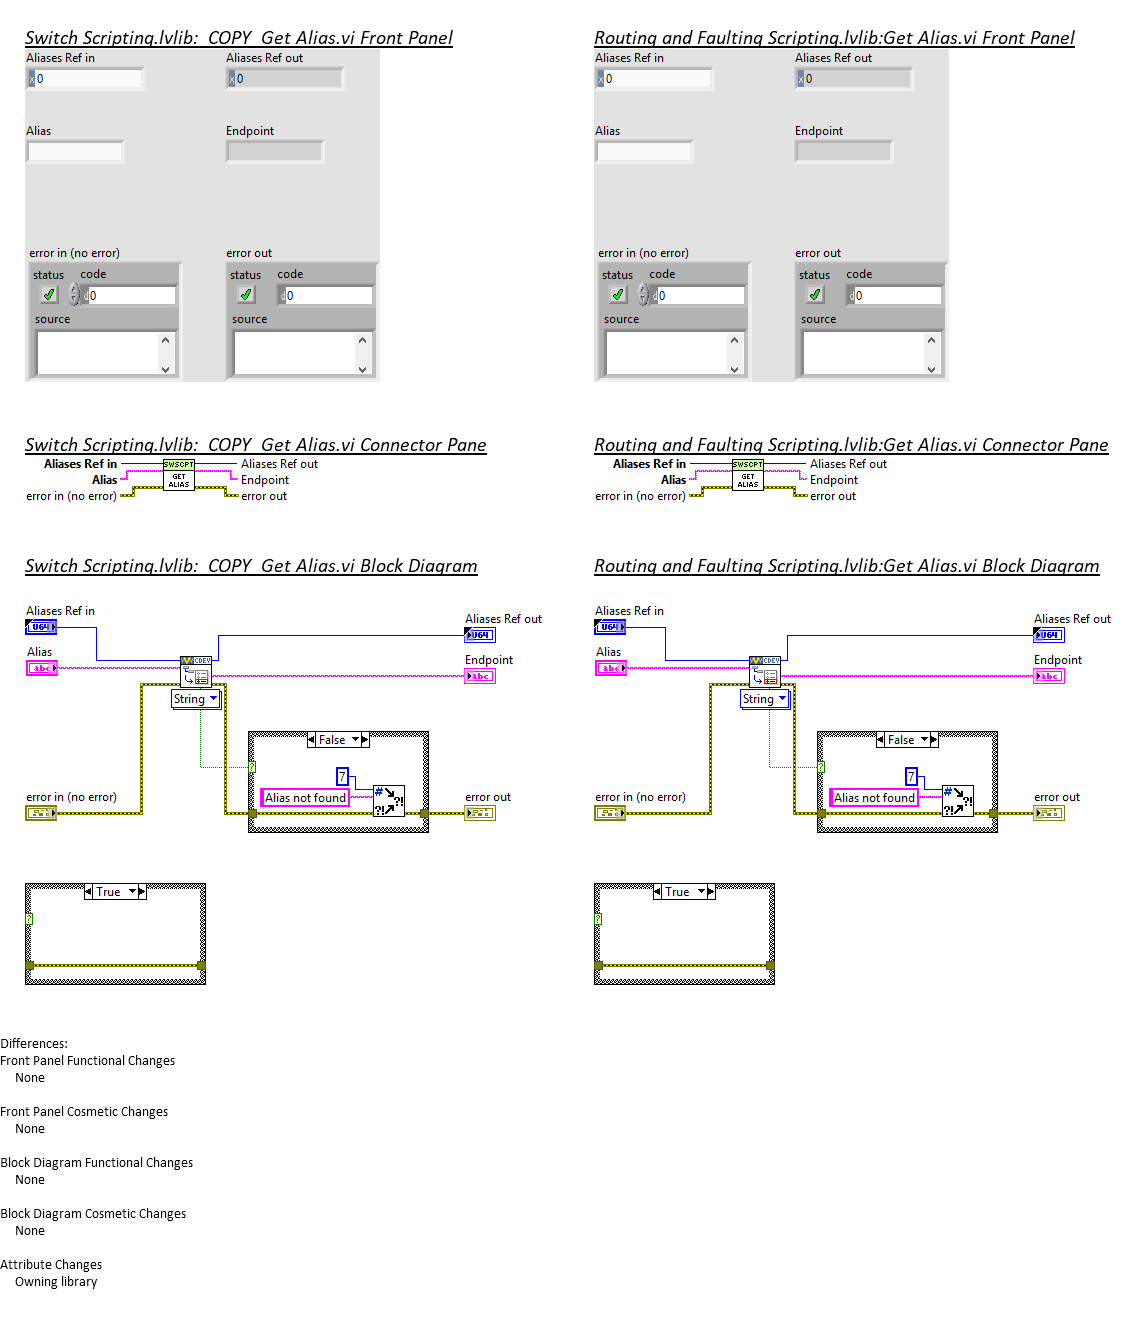 Switch Scripting.lvlib:_COPY_Get Alias.vi Front Panel
Aliases Ref in Aliases Ref out
x 0 x 0
Alias Endpoint
error in (no error) error out
status code status code
d 0 d 0
source source
Routing and Faulting Scripting.lvlib:Get Alias.vi Front Panel
Aliases Ref in Aliases Ref out
x 0 x 0
Alias Endpoint
error in (no error) error out
status code status code
d 0 d 0
source source
Switch Scripting.lvlib:_COPY_Get Alias.vi Connector Pane
Aliases Ref in SWSCPT Aliases Ref out
Alias GET Endpoint
ALIAS
error in (no error) error out
Routing and Faulting Scripting.lvlib:Get Alias.vi Connector Pane
Aliases Ref in SWSCPT Aliases Ref out
Alias GET Endpoint
ALIAS
error in (no error) error out
Switch Scripting.lvlib:_COPY_Get Alias.vi Block Diagram
Aliases Ref in Aliases Ref out
U64 U64
Alias Endpoint
abc CDEV abc
String
False
?
7
Alias not found # ?! ?!
error in (no error) error out
True
?
Routing and Faulting Scripting.lvlib:Get Alias.vi Block Diagram
Aliases Ref in Aliases Ref out
U64 U64
Alias Endpoint
abc CDEV abc
String
False
?
7
Alias not found # ?! ?!
error in (no error) error out
True
?
Differences:
Front Panel Functional Changes
None
Front Panel Cosmetic Changes
None
Block Diagram Functional Changes
None
Block Diagram Cosmetic Changes
None
Attribute Changes
Owning library